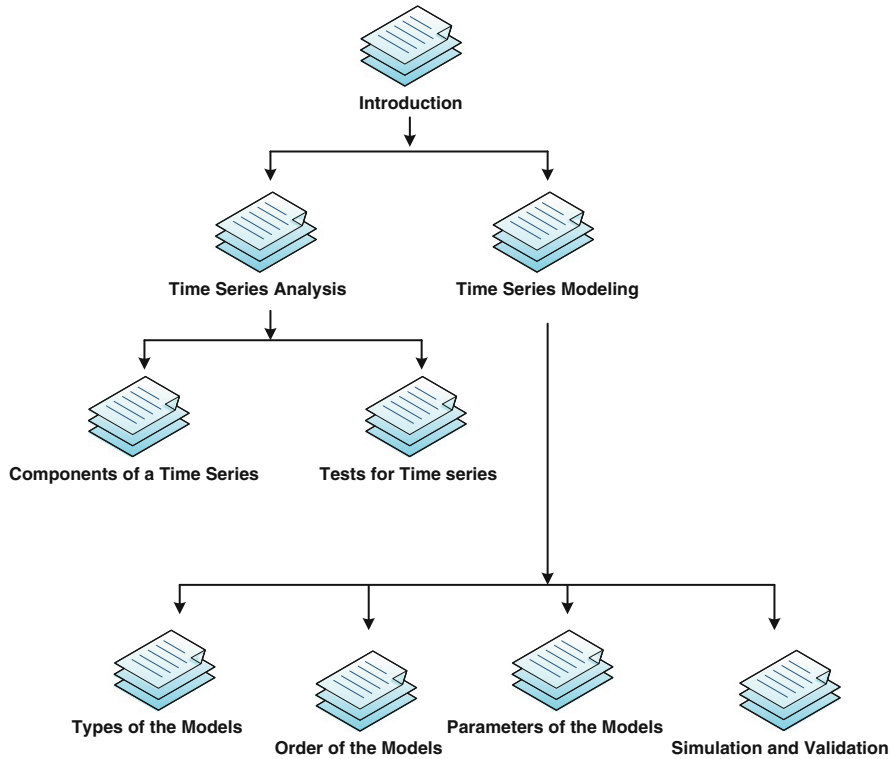 Introduction
Time Series Analysis
Time Series Modeling
Components of a Time Series
Tests for Time series
Types of the Models
Order of the Models
Parameters of the Models
Simulation and Validation